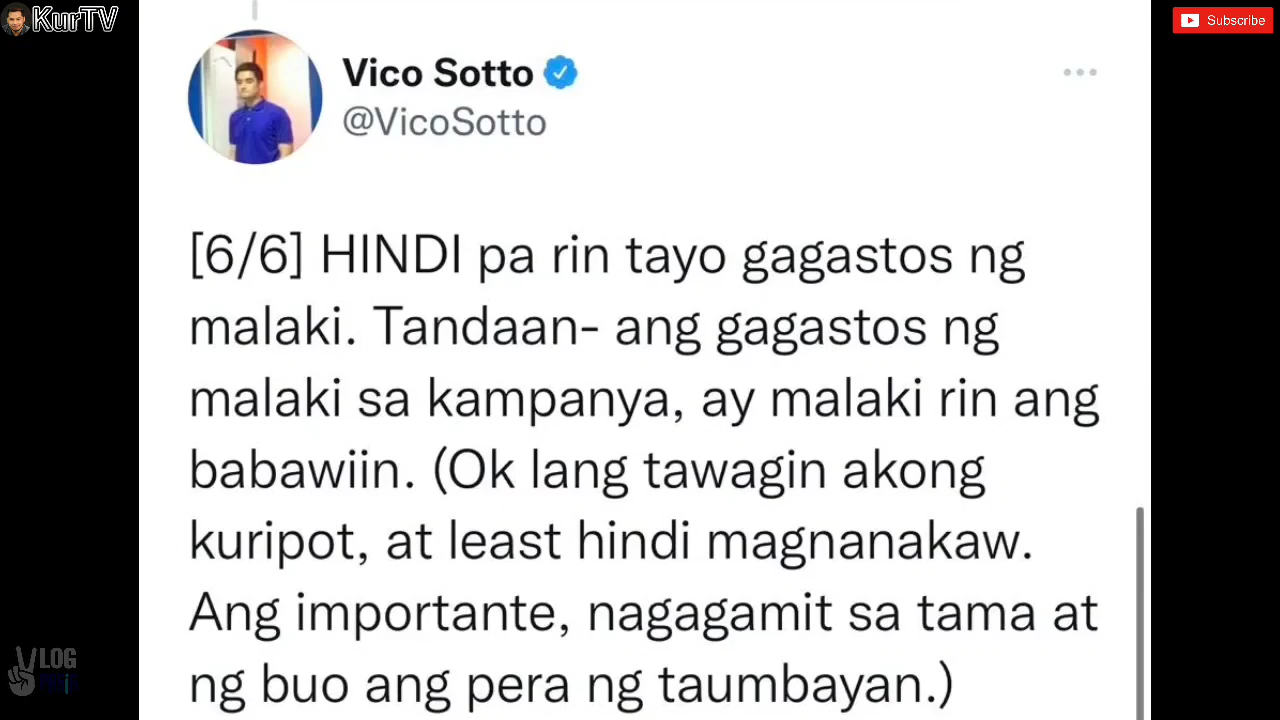 KurTV
Subscribe
Vico Sotto
@VicoSotto
[6/6] HINDI pa rin tayo gagastos ng
malaki. Tandaan- ang gagastos ng
malaki sa kampanya, ay malaki rin ang
babawiin. (Ok lang tawagin akong
kuripot, at least hindi magnanakaw.
Ang importante, nagagamit sa tama at
ng buo ang pera ng taumbayan.)
VLOG